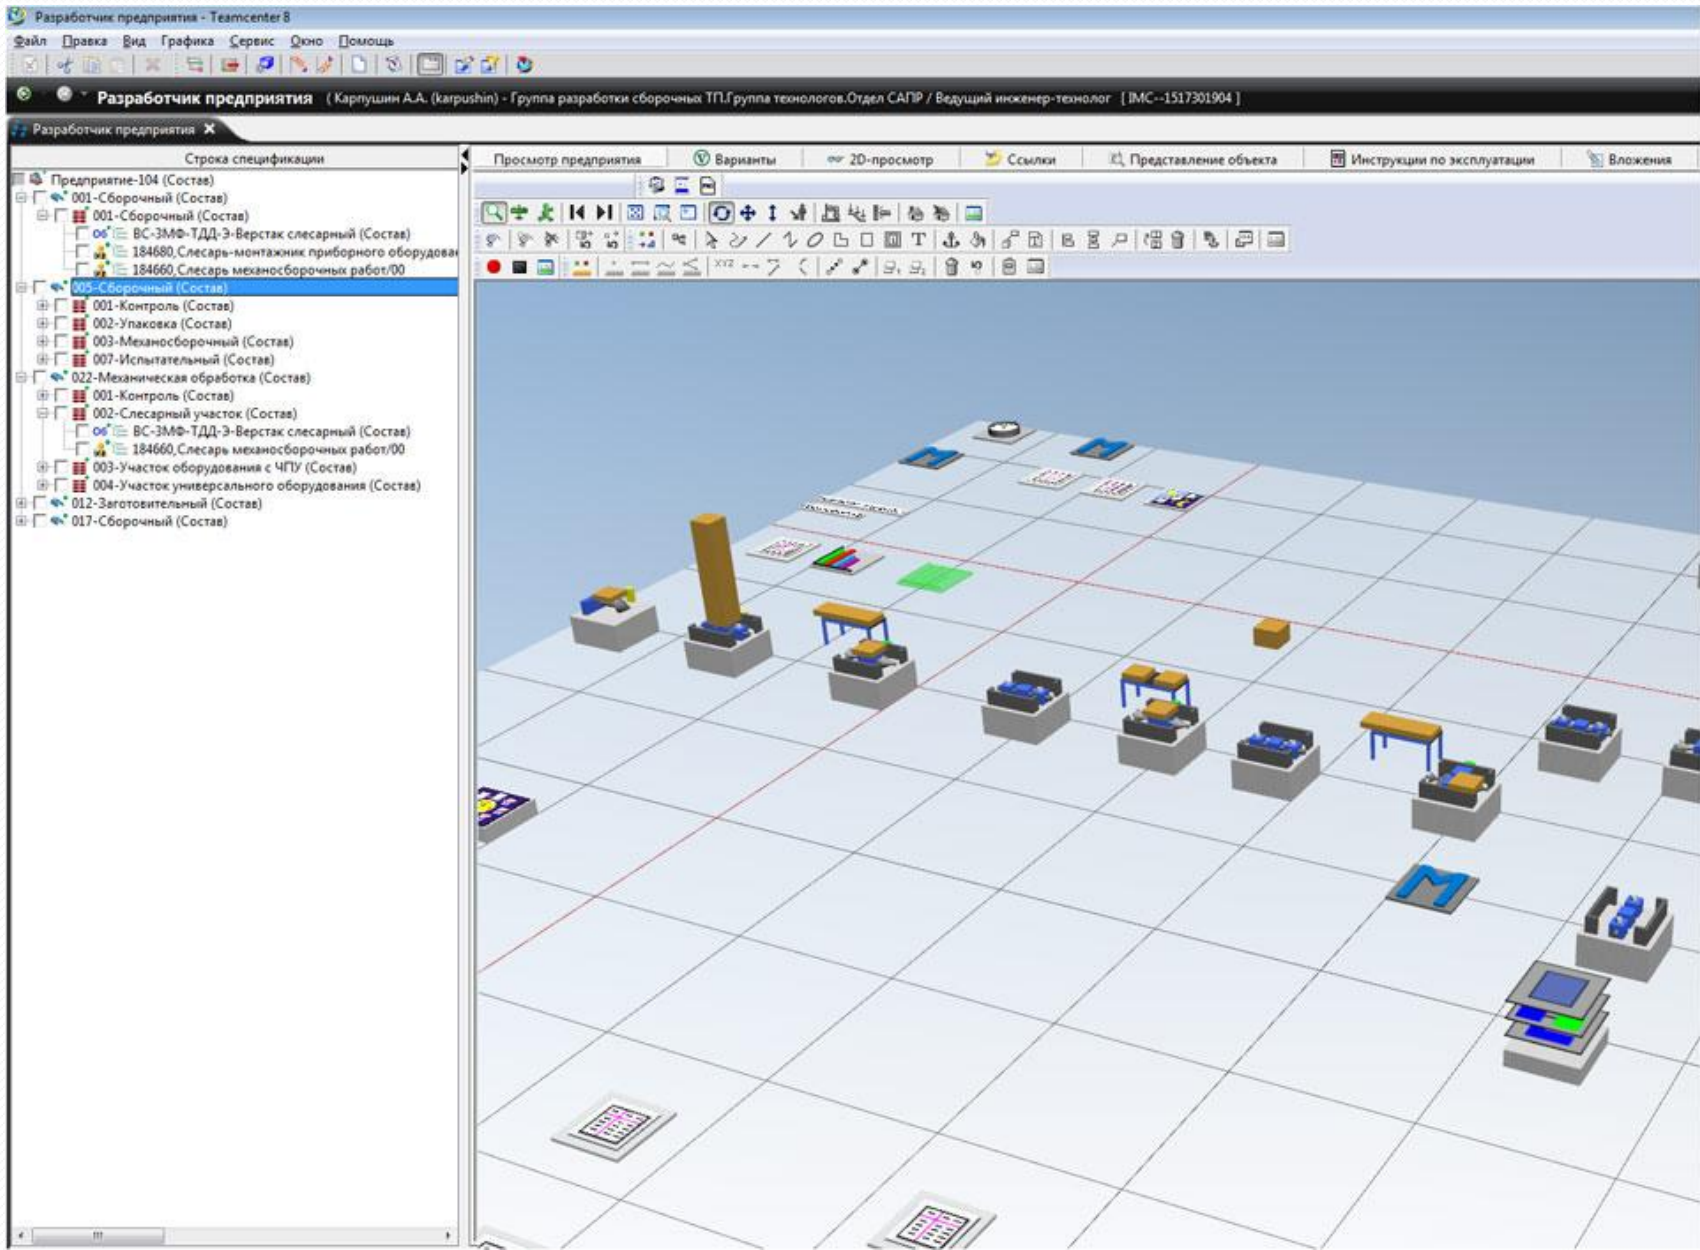 Разработчик предприятия - Teamcenter 8
Файл Правка Вид Графика Сервис Окно Помощь
Разработчик предприятия ( Карпушин А.А. (karpushin) - Группа разработки сборочных ТП.Группа технологов.Отдел САПР / Ведущий инженер-технолог [ IMC--1517301904 ]
Разработчик предприятия
Строка спецификации
Просмотр предприятия Варианты 2D-просмотр Ссылки Представление объекта Инструкции по эксплуатации Вложения
Предприятие-104 (Состав)
001-Сборочный (Состав)
001-Сборочный (Состав)
ВС-3МФ-ТДД-Э-Верстак слесарный (Состав)
184680,Слесарь-монтажник приборного оборудова
184660,Слесарь механосборочных работ/00
005-Сборочный (Состав)
001-Контроль (Состав)
002-Упаковка (Состав)
003-Механосборочный (Состав)
007-Испытательный (Состав)
022-Механическая обработка (Состав)
001-Контроль (Состав)
002-Слесарный участок (Состав)
ВС-3МФ-ТДД-Э-Верстак слесарный (Состав)
184660,Слесарь механосборочных работ/00
003-Участок оборудования с ЧПУ (Состав)
004-Участок универсального оборудования (Состав)
012-Заготовительный (Состав)
017-Сборочный (Состав)